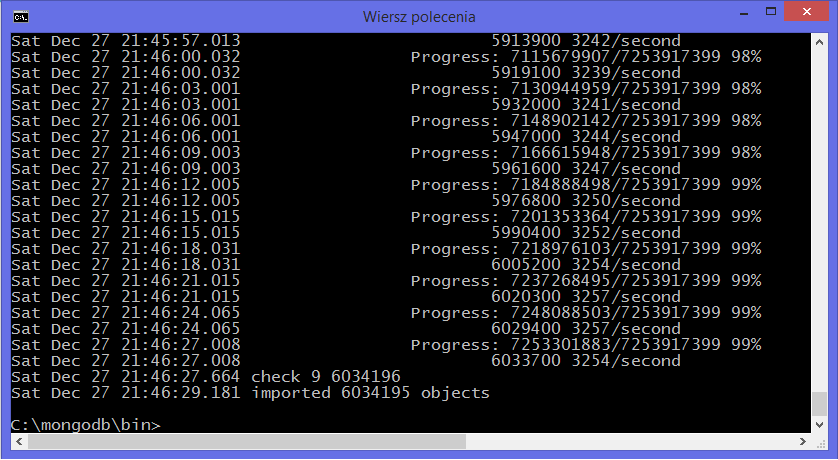 Wiersz polecenia
Sat Dec 27 21:45:57.013 5913900 3242/second
Sat Dec 27 21:46:00.032 Progress: 7115679907/7253917399 98%
Sat Dec 27 21:46:00.032 5919100 3239/second
Sat Dec 27 21:46:03.001 Progress: 7130944959/7253917399 98%
Sat Dec 27 21:46:03.001 5932000 3241/second
Sat Dec 27 21:46:06.001 Progress: 7148902142/7253917399 98%
Sat Dec 27 21:46:06.001 5947000 3244/second
Sat Dec 27 21:46:09.003 Progress: 7166615948/7253917399 98%
Sat Dec 27 21:46:09.003 5961600 3247/second
Sat Dec 27 21:46:12.005 Progress: 7184888498/7253917399 99%
Sat Dec 27 21:46:12.005 5976800 3250/second
Sat Dec 27 21:46:15.015 Progress: 7201353364/7253917399 99%
Sat Dec 27 21:46:15.015 5990400 3252/second
Sat Dec 27 21:46:18.031 Progress: 7218976103/7253917399 99%
Sat Dec 27 21:46:18.031 6005200 3254/second
Sat Dec 27 21:46:21.015 Progress: 7237268495/7253917399 99%
Sat Dec 27 21:46:21.015 6020300 3257/second
Sat Dec 27 21:46:24.065 Progress: 7248088503/7253917399 99%
Sat Dec 27 21:46:24.065 6029400 3257/second
Sat Dec 27 21:46:27.008 Progress: 7253301883/7253917399 99%
Sat Dec 27 21:46:27.008 6033700 3254/second
Sat Dec 27 21:46:27.664 check 9 6034196
Sat Dec 27 21:46:29.181 imported 6034195 objects
C:\mongodb\bin>